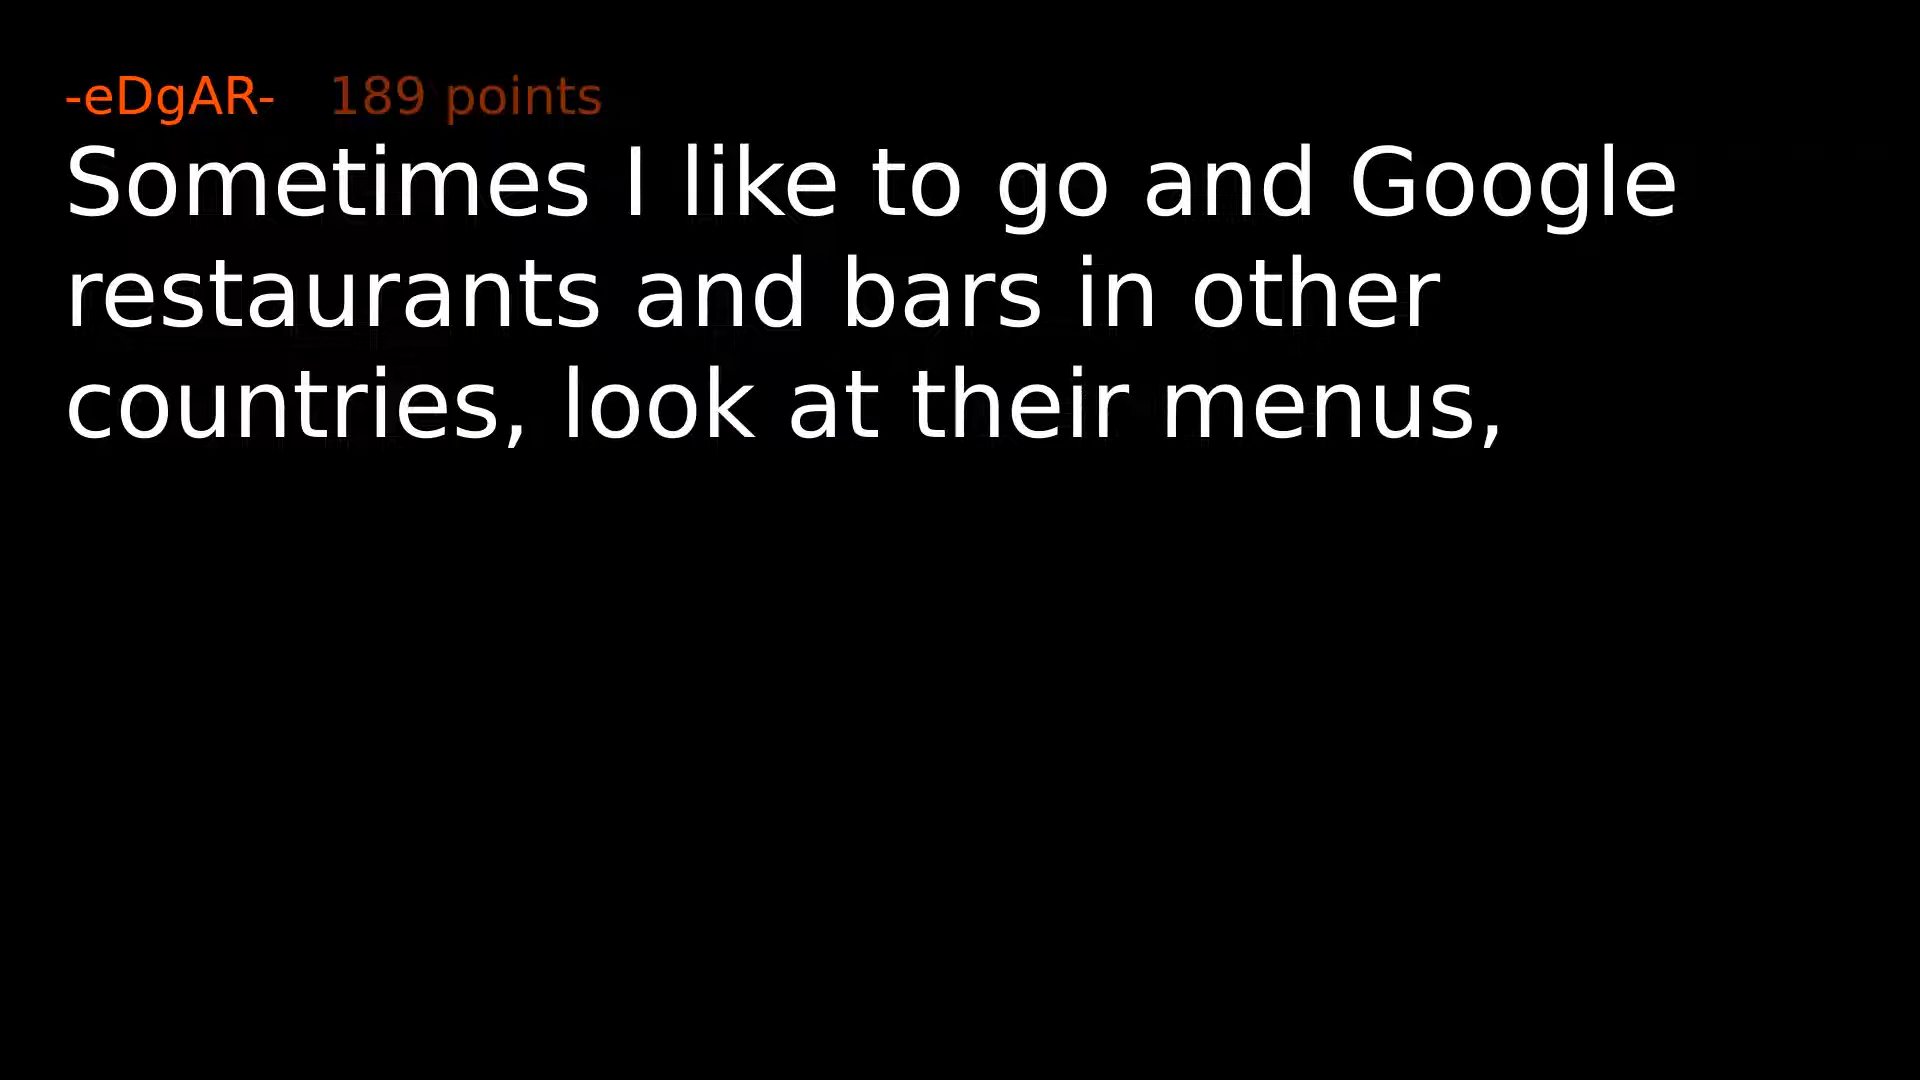 -eDgAR- 189 points
Sometimes I like to go and Google
restaurants and bars in other
countries, look at their menus,